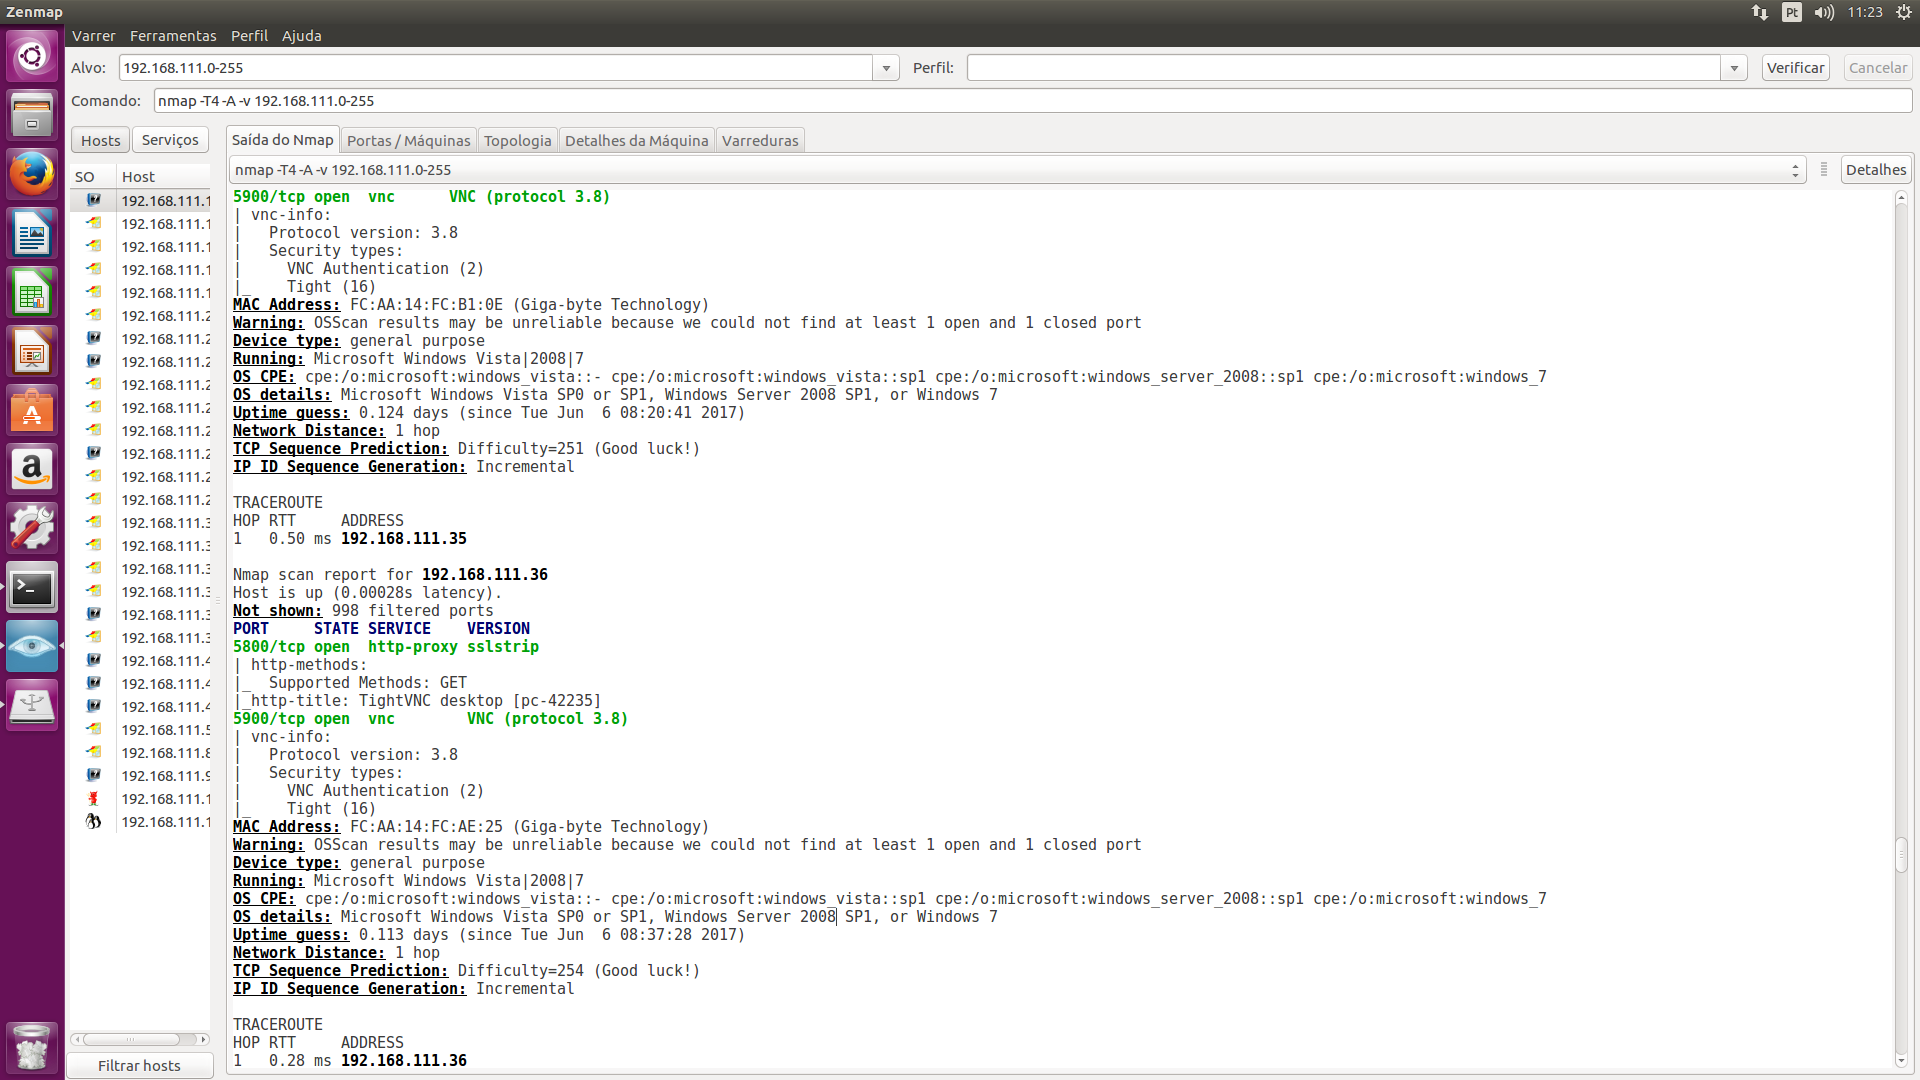 Zenmap
Pt
11:23
Varrer Ferramentas Perfil Ajuda
Alvo: 192.168.111.0-255 Perfil: Verificar Cancelar
Comando: nmap -T4 -A -v 192.168.111.0-255
Hosts Serviços
Saída do Nmap Portas / Máquinas Topologia Detalhes da Máquina Varreduras
nmap -T4 -A -v 192.168.111.0-255 Detalhes
SO Host
192.168.111.1
192.168.111.1
192.168.111.1
192.168.111.1
192.168.111.1
192.168.111.2
192.168.111.2
192.168.111.2
192.168.111.2
192.168.111.2
192.168.111.2
192.168.111.2
192.168.111.2
192.168.111.2
192.168.111.3
192.168.111.3
192.168.111.3
192.168.111.3
192.168.111.3
192.168.111.3
192.168.111.4
192.168.111.4
192.168.111.4
192.168.111.5
192.168.111.8
192.168.111.9
192.168.111.1
192.168.111.1
Filtrar hosts
5900/tcp open  vnc      VNC (protocol 3.8)
| vnc-info:
|   Protocol version: 3.8
|   Security types:
|     VNC Authentication (2)
|_    Tight (16)
MAC Address: FC:AA:14:FC:B1:0E (Giga-byte Technology)
Warning: OSScan results may be unreliable because we could not find at least 1 open and 1 closed port
Device type: general purpose
Running: Microsoft Windows Vista|2008|7
OS CPE: cpe:/o:microsoft:windows_vista::- cpe:/o:microsoft:windows_vista::sp1 cpe:/o:microsoft:windows_server_2008::sp1 cpe:/o:microsoft:windows_7
OS details: Microsoft Windows Vista SP0 or SP1, Windows Server 2008 SP1, or Windows 7
Uptime guess: 0.124 days (since Tue Jun  6 08:20:41 2017)
Network Distance: 1 hop
TCP Sequence Prediction: Difficulty=251 (Good luck!)
IP ID Sequence Generation: Incremental
TRACEROUTE
HOP RTT     ADDRESS
1   0.50 ms 192.168.111.35
Nmap scan report for 192.168.111.36
Host is up (0.00028s latency).
Not shown: 998 filtered ports
PORT     STATE SERVICE    VERSION
5800/tcp open  http-proxy sslstrip
| http-methods:
|_  Supported Methods: GET
|_http-title: TightVNC desktop [pc-42235]
5900/tcp open  vnc        VNC (protocol 3.8)
| vnc-info:
|   Protocol version: 3.8
|   Security types:
|     VNC Authentication (2)
|_    Tight (16)
MAC Address: FC:AA:14:FC:AE:25 (Giga-byte Technology)
Warning: OSScan results may be unreliable because we could not find at least 1 open and 1 closed port
Device type: general purpose
Running: Microsoft Windows Vista|2008|7
OS CPE: cpe:/o:microsoft:windows_vista::- cpe:/o:microsoft:windows_vista::sp1 cpe:/o:microsoft:windows_server_2008::sp1 cpe:/o:microsoft:windows_7
OS details: Microsoft Windows Vista SP0 or SP1, Windows Server 2008 SP1, or Windows 7
Uptime guess: 0.113 days (since Tue Jun  6 08:37:28 2017)
Network Distance: 1 hop
TCP Sequence Prediction: Difficulty=254 (Good luck!)
IP ID Sequence Generation: Incremental
TRACEROUTE
HOP RTT     ADDRESS
1   0.28 ms 192.168.111.36